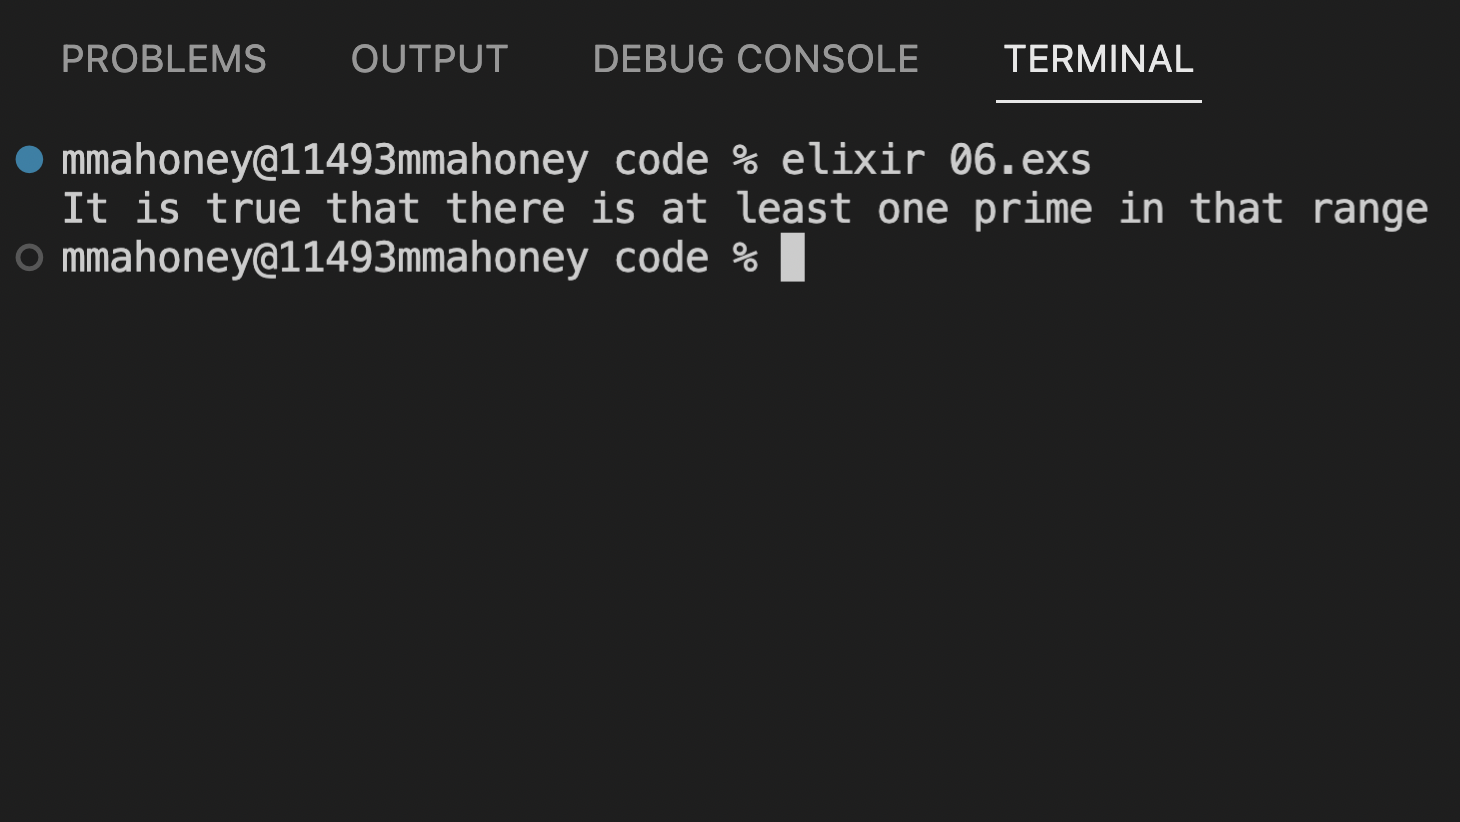 PROBLEMS OUTPUT DEBUG CONSOLE TERMINAL
mmahoney@11493mmahoney code % elixir 06.exs
It is true that there is at least one prime in that range
mmahoney@11493mmahoney code %